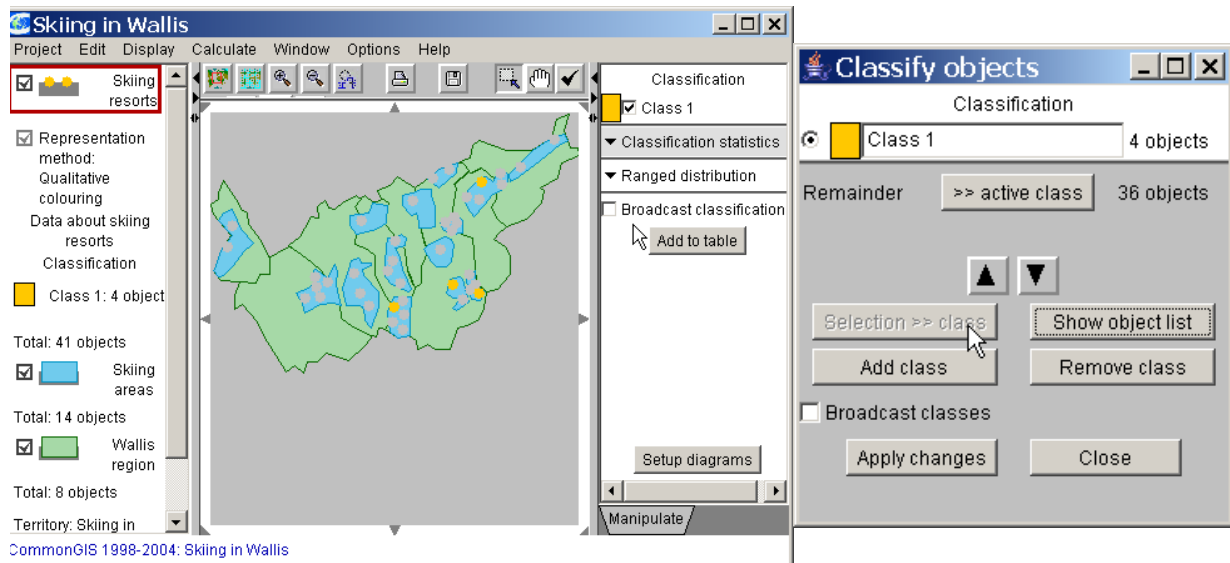 Skiing in Wallis
Project Edit Display Calculate Window Options Help
Skiing
resorts
Representation
method:
Qualitative
colouring
Data about skiing
resorts
Classification
Class 1: 4 object
Total: 41 objects
Skiing
areas
Total: 14 objects
Wallis
region
Total: 8 objects
Territory: Skiing in
CommonGIS 1998-2004: Skiing in Wallis
Classification
Class 1
Classification statistics
Ranged distribution
Broadcast classification
Add to table
Setup diagrams
Manipulate
Classify objects
Classification
Class 1 4 objects
Remainder >> active class 36 objects
Selection >> class Show object list
Add class Remove class
Broadcast classes
Apply changes Close